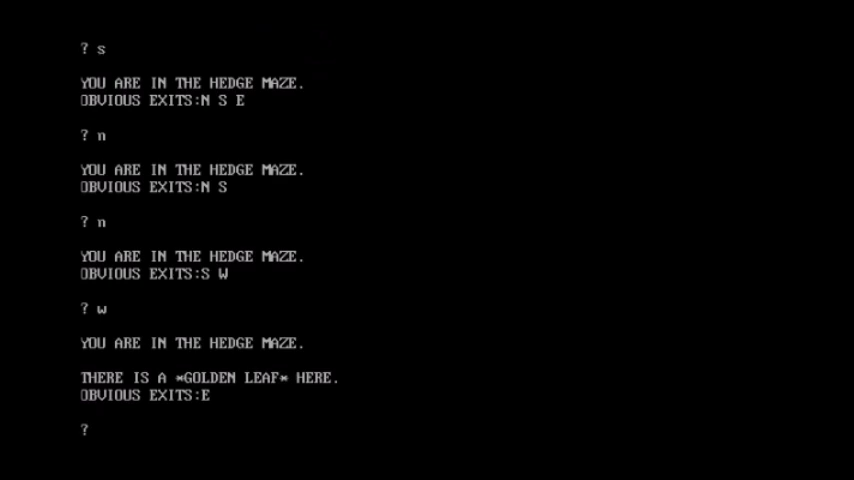 ? s
YOU ARE IN THE HEDGE MAZE.
OBVIOUS EXITS:N S E
? n
YOU ARE IN THE HEDGE MAZE.
OBVIOUS EXITS:N S
? n
YOU ARE IN THE HEDGE MAZE.
OBVIOUS EXITS:S W
? w
YOU ARE IN THE HEDGE MAZE.
THERE IS A *GOLDEN LEAF* HERE.
OBVIOUS EXITS:E
?